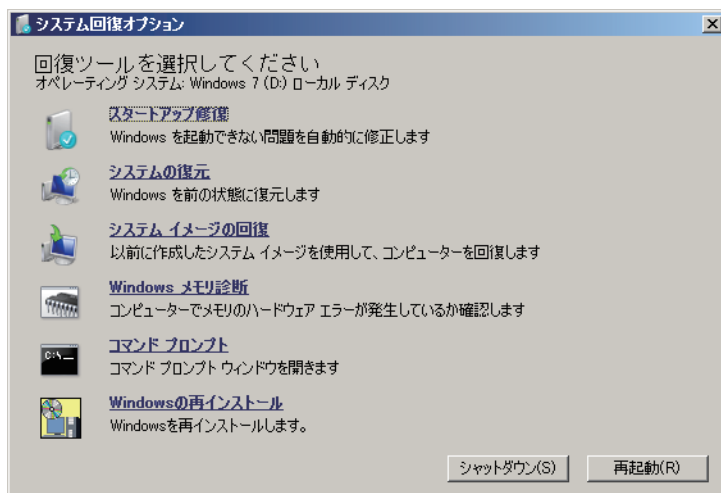 システム回復オプション
回復ツールを選択してください
オペレーティング システム: Windows 7 (D:) ローカル ディスク
スタートアップ修復
Windows を起動できない問題を自動的に修正します
システムの復元
Windows を前の状態に復元します
システム イメージの回復
以前に作成したシステム イメージを使用して、コンピューターを回復します
Windows メモリ診断
コンピューターでメモリのハードウェア エラーが発生しているか確認します
C:\_
コマンド プロンプト
コマンド プロンプト ウィンドウを開きます
Windowsの再インストール
Windowsを再インストールします。
シャットダウン(S)
再起動(R)